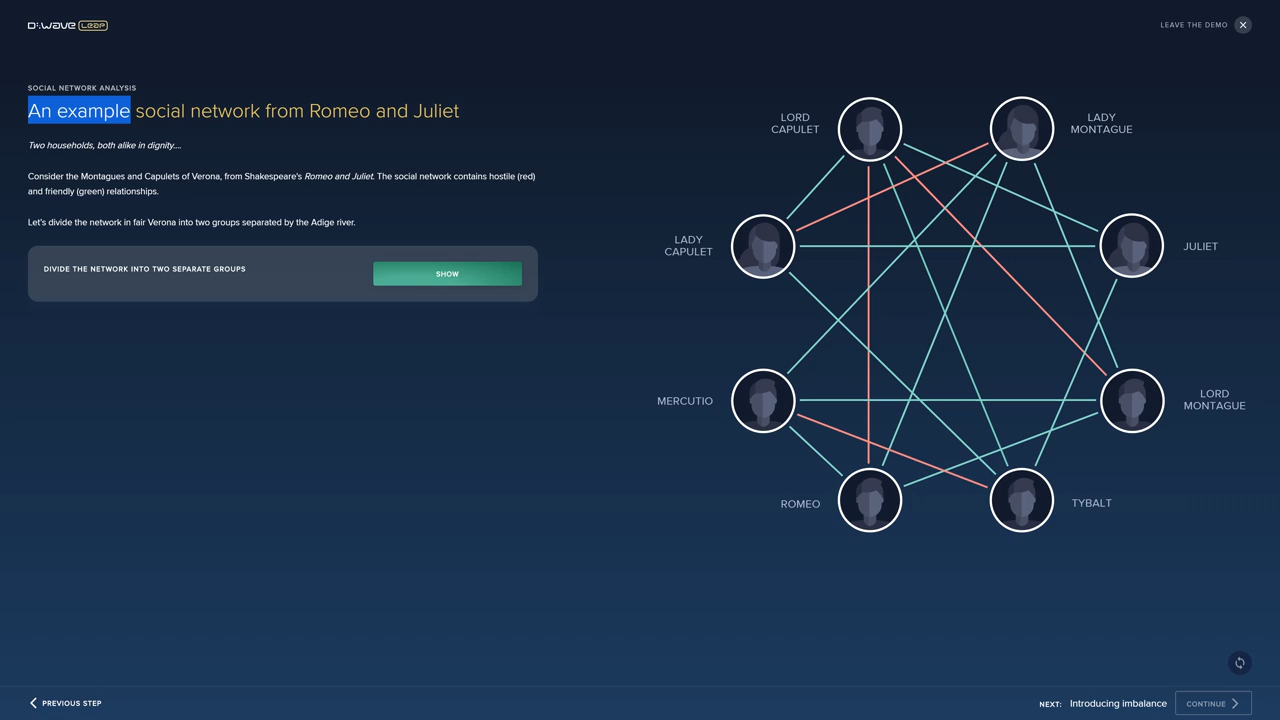 D:Wave Leap
LEAVE THE DEMO
SOCIAL NETWORK ANALYSIS
An example social network from Romeo and Juliet
Two households, both alike in dignity....
Consider the Montagues and Capulets of Verona, from Shakespeare's Romeo and Juliet. The social network contains hostile (red)
and friendly (green) relationships.
Let's divide the network in fair Verona into two groups separated by the Adige river.
DIVIDE THE NETWORK INTO TWO SEPARATE GROUPS
SHOW
LORD
CAPULET
LADY
MONTAGUE
LADY
CAPULET
JULIET
MERCUTIO
LORD
MONTAGUE
ROMEO
TYBALT
PREVIOUS STEP
NEXT: Introducing imbalance
CONTINUE